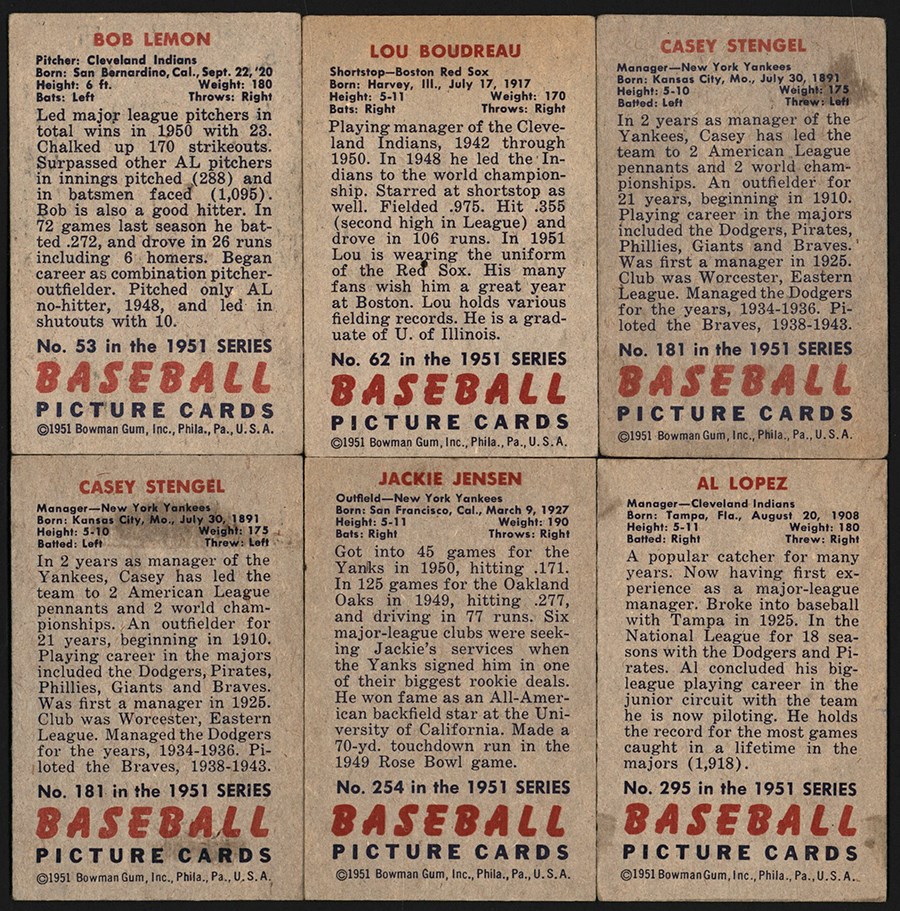 BOB LEMON
Pitcher: Cleveland Indians
Born: San Bernardino, Cal., Sept. 22, '20
Height: 6 ft. Weight: 180
Bats: Left Throws: Right
Led major league pitchers in
total wins in 1950 with 23.
Chalked up 170 strikeouts.
Surpassed other AL pitchers
in innings pitched (288) and
in batsmen faced (1,095).
Bob is also a good hitter. In
72 games last season he bat-
ted .272, and drove in 26 runs
including 6 homers. Began
career as combination pitcher-
outfielder. Pitched only AL
no-hitter, 1948, and led in
shutouts with 10.
No. 53 in the 1951 SERIES
BASEBALL
PICTURE CARDS
©1951 Bowman Gum, Inc., Phila., Pa., U.S.A.
LOU BOUDREAU
Shortstop—Boston Red Sox
Born: Harvey, Ill., July 17, 1917
Height: 5-11 Weight: 170
Bats: Right Throws: Right
Playing manager of the Cleve-
land Indians, 1942 through
1950. In 1948 he led the In-
dians to the world champion-
ship. Starred at shortstop as
well. Fielded .975. Hit .355
(second high in League) and
drove in 106 runs. In 1951
Lou is wearing the uniform
of the Red Sox. His many
fans wish him a great year
at Boston. Lou holds various
fielding records. He is a grad-
uate of U. of Illinois.
No. 62 in the 1951 SERIES
BASEBALL
PICTURE CARDS
©1951 Bowman Gum, Inc., Phila., Pa., U.S.A.
CASEY STENGEL
Manager—New York Yankees
Born: Kansas City, Mo., July 30, 1891
Height: 5-10 Weight: 175
Batted: Left Threw: Left
In 2 years as manager of the
Yankees, Casey has led the
team to 2 American League
pennants and 2 world cham-
pionships. An outfielder for
21 years, beginning in 1910.
Playing career in the majors
included the Dodgers, Pirates,
Phillies, Giants and Braves.
Was first a manager in 1925.
Club was Worcester, Eastern
League. Managed the Dodgers
for the years, 1934-1936. Pi-
loted the Braves, 1938-1943.
No. 181 in the 1951 SERIES
BASEBALL
PICTURE CARDS
©1951 Bowman Gum, Inc., Phila., Pa., U.S.A.
CASEY STENGEL
Manager—New York Yankees
Born: Kansas City, Mo., July 30, 1891
Height: 5-10 Weight: 175
Batted: Left Threw: Left
In 2 years as manager of the
Yankees, Casey has led the
team to 2 American League
pennants and 2 world cham-
pionships. An outfielder for
21 years, beginning in 1910.
Playing career in the majors
included the Dodgers, Pirates,
Phillies, Giants and Braves.
Was first a manager in 1925.
Club was Worcester, Eastern
League. Managed the Dodgers
for the years, 1934-1936. Pi-
loted the Braves, 1938-1943.
No. 181 in the 1951 SERIES
BASEBALL
PICTURE CARDS
©1951 Bowman Gum, Inc., Phila., Pa., U.S.A.
JACKIE JENSEN
Outfield—New York Yankees
Born: San Francisco, Cal., March 9, 1927
Height: 5-11 Weight: 190
Bats: Right Throws: Right
Got into 45 games for the
Yanks in 1950, hitting .171.
In 125 games for the Oakland
Oaks in 1949, hitting .277,
and driving in 77 runs. Six
major-league clubs were seek-
ing Jackie's services when
the Yanks signed him in one
of their biggest rookie deals.
He won fame as an All-Amer-
ican backfield star at the Uni-
versity of California. Made a
70-yd. touchdown run in the
1949 Rose Bowl game.
No. 254 in the 1951 SERIES
BASEBALL
PICTURE CARDS
©1951 Bowman Gum, Inc., Phila., Pa., U.S.A.
AL LOPEZ
Manager—Cleveland Indians
Born: Tampa, Fla., August 20, 1908
Height: 5-11 Weight: 180
Batted: Right Threw: Right
A popular catcher for many
years. Now having first ex-
perience as a major-league
manager. Broke into baseball
with Tampa in 1925. In the
National League for 18 sea-
sons with the Dodgers and Pi-
rates. Al concluded his big-
league playing career in the
junior circuit with the team
he is now piloting. He holds
the record for the most games
caught in a lifetime in the
majors (1,918).
No. 295 in the 1951 SERIES
BASEBALL
PICTURE CARDS
©1951 Bowman Gum, Inc., Phila., Pa., U.S.A.